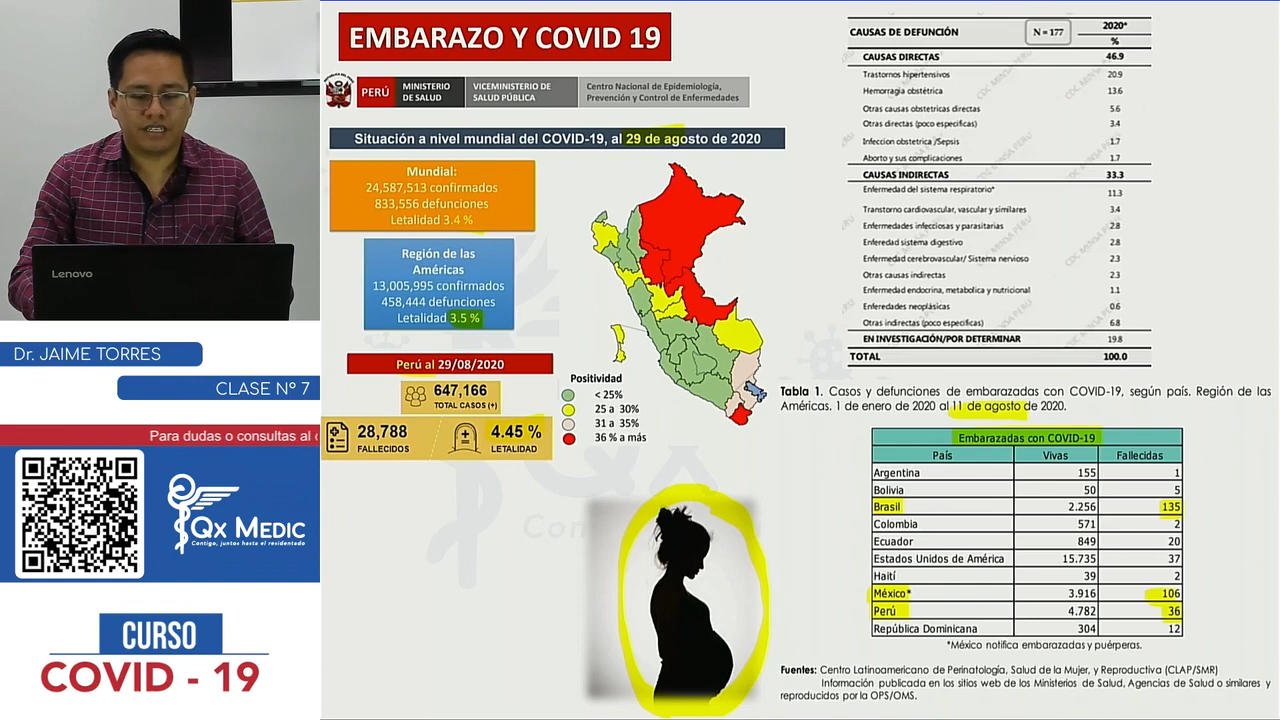 EMBARAZO Y COVID 19
PERÚ
MINISTERIO
DE SALUD
VICEMINISTERIO DE
SALUD PÚBLICA
Centro Nacional de Epidemiología,
Prevención y Control de Enfermedades
Situación a nivel mundial del COVID-19, al 29 de agosto de 2020
Mundial:
24,587,513 confirmados
833,556 defunciones
Letalidad 3.4 %
Región de las
Américas
13,005,995 confirmados
458,444 defunciones
Letalidad 3.5 %
Perú al 29/08/2020
647,166
TOTAL CASOS (+)
28,788
FALLECIDOS
4.45 %
LETALIDAD
Positividad
< 25%
25 a 30%
31 a 35%
36 % a más
CAUSAS DE DEFUNCIÓN N = 177 2020*
%
CAUSAS DIRECTAS 46.9
Trastornos hipertensivos 20.9
Hemorragia obstétrica 13.6
Otras causas obstetricas directas 5.6
Otras directas (poco especificas) 3.4
Infeccion obstetrica /Sepsis 1.7
Aborto y sus complicaciones 1.7
CAUSAS INDIRECTAS 33.3
Enfermedad del sistema respiratorio* 11.3
Transtorno cardiovascular, vascular y similares 3.4
Enfermedades infecciosas y parasitarias 2.8
Enferedad sistema digestivo 2.8
Enfermedad cerebrovascular/ Sistema nervioso 2.3
Otras causas indirectas 2.3
Enfermedad endocrina, metabolica y nutricional 1.1
Enferedades neoplásicas 0.6
Otras indirectas (poco especificas) 6.8
EN INVESTIGACIÓN/POR DETERMINAR 19.8
TOTAL 100.0
Tabla 1. Casos y defunciones de embarazadas con COVID-19, según país. Región de las
Américas. 1 de enero de 2020 al 11 de agosto de 2020.
Embarazadas con COVID-19
País Vivas Fallecidas
Argentina 155 1
Bolivia 50 5
Brasil 2.256 135
Colombia 571 2
Ecuador 849 20
Estados Unidos de América 15.735 37
Haití 39 2
México* 3.916 106
Perú 4.782 36
República Dominicana 304 12
*México notifica embarazadas y puérperas.
Fuentes: Centro Latinoamericano de Perinatología, Salud de la Mujer, y Reproductiva (CLAP/SMR)
Información publicada en los sitios web de los Ministerios de Salud, Agencias de Salud o similares y
reproducidos por la OPS/OMS.
Lenovo
Dr. JAIME TORRES
CLASE N° 7
Para dudas o consultas al
Qx MEDIC
Contigo, juntos hasta el residentado
CURSO
COVID - 19